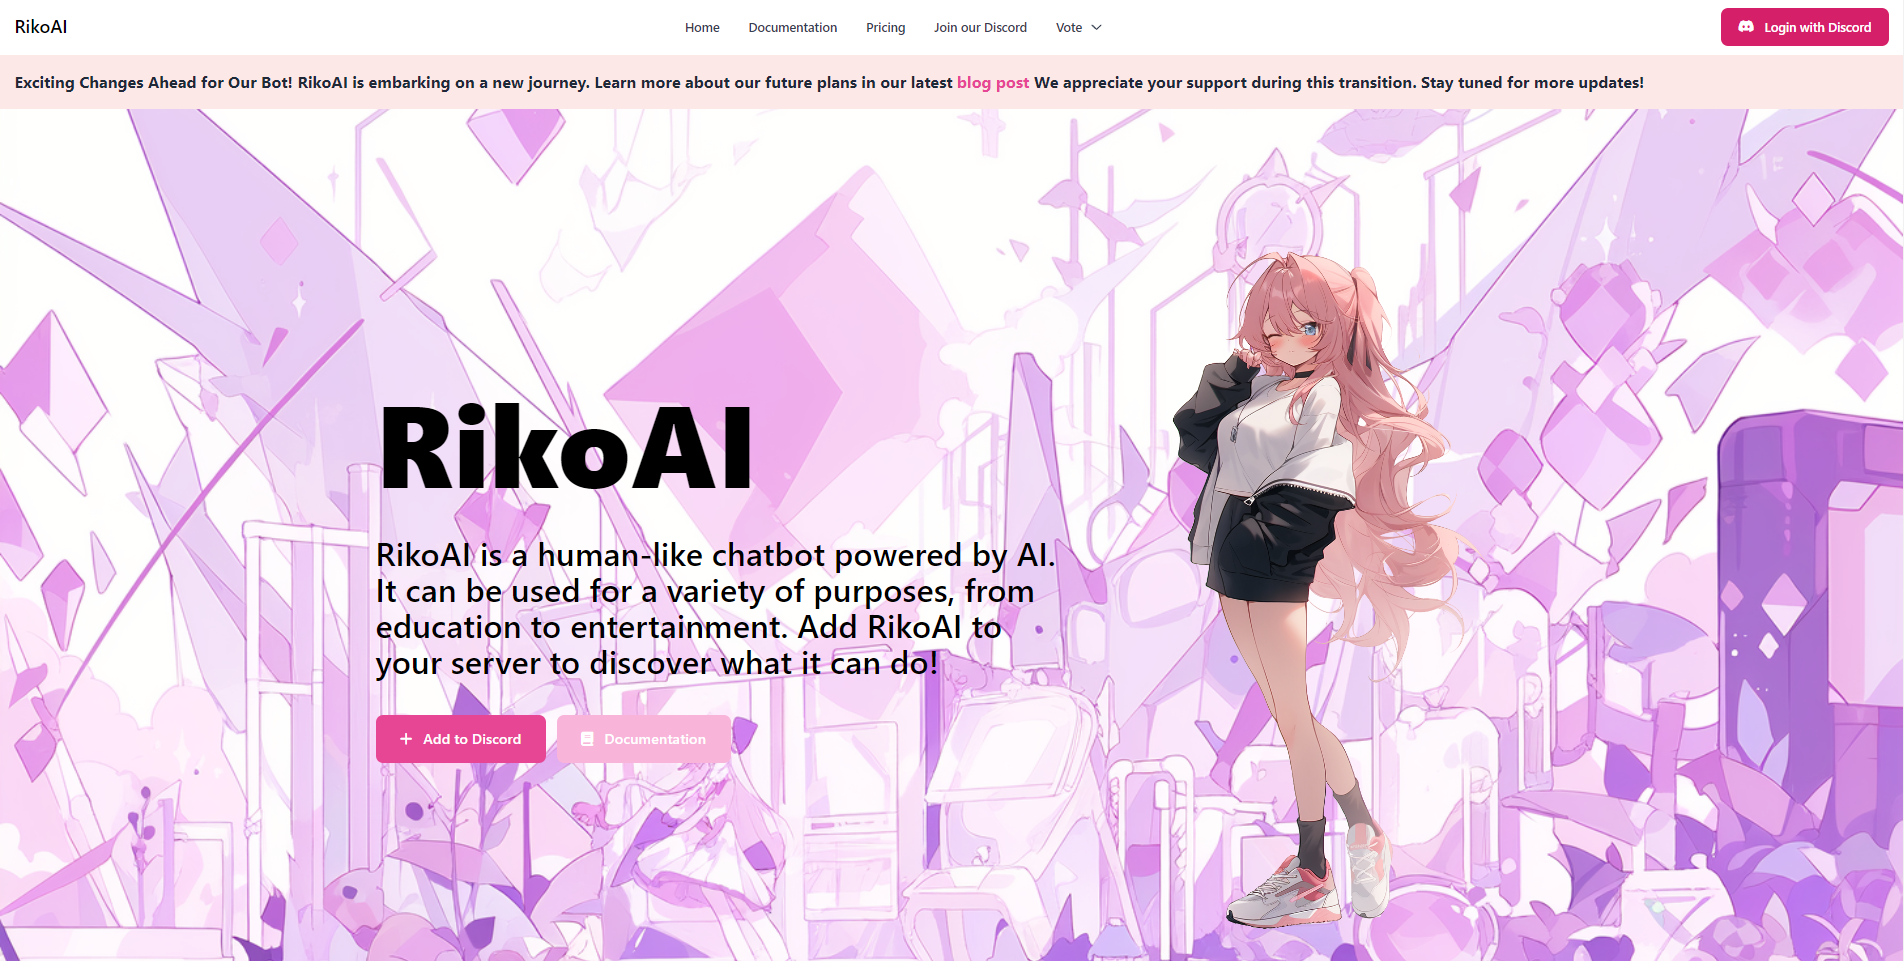 RikoAI
Home
Documentation
Pricing
Join our Discord
Vote
Login with Discord
Exciting Changes Ahead for Our Bot! RikoAI is embarking on a new journey. Learn more about our future plans in our latest blog post We appreciate your support during this transition. Stay tuned for more updates!
RikoAI
RikoAI is a human-like chatbot powered by AI.
It can be used for a variety of purposes, from
education to entertainment. Add RikoAI to
your server to discover what it can do!
Add to Discord
Documentation